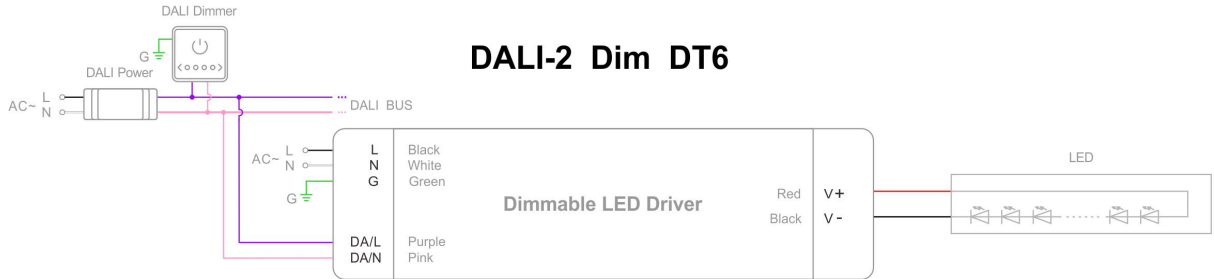 DALI Dimmer
DALI-2 Dim DT6
G
DALI Power
AC~ L
N
DALI BUS
AC~ L
N
G
L Black
N White
G Green
DA/L Purple
DA/N Pink
Dimmable LED Driver
Red V+
Black V-
LED